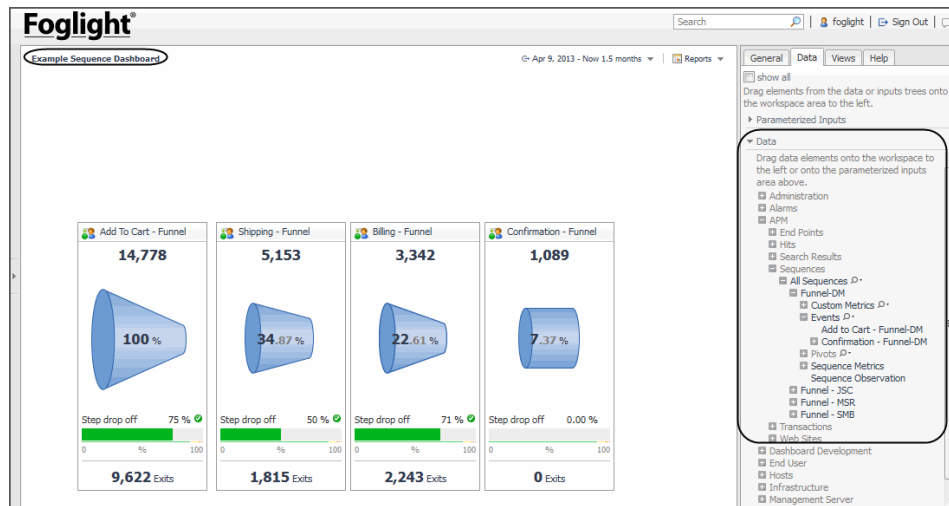 Foglight®
Search
foglight
Sign Out
Example Sequence Dashboard
Apr 9, 2013 - Now 1.5 months
Reports
General Data Views Help
show all
Drag elements from the data or inputs trees onto
the workspace area to the left.
Parameterized Inputs
Data
Drag data elements onto the workspace to
the left or onto the parameterized inputs
area above.
Administration
Alarms
APM
End Points
Hits
Search Results
Sequences
All Sequences
Funnel-DM
Custom Metrics
Events
Add to Cart - Funnel-DM
Confirmation - Funnel-DM
Pivots
Sequence Metrics
Sequence Observation
Funnel - JSC
Funnel - MSR
Funnel - SMB
Transactions
Web Sites
Dashboard Development
End User
Hosts
Infrastructure
Management Server
Add To Cart - Funnel
14,778
100 %
Step drop off 75 %
0 % 100
9,622 Exits
Shipping - Funnel
5,153
34.87 %
Step drop off 50 %
0 % 100
1,815 Exits
Billing - Funnel
3,342
22.61 %
Step drop off 71 %
0 % 100
2,243 Exits
Confirmation - Funnel
1,089
7.37 %
Step drop off 0.00 %
0 % 100
0 Exits